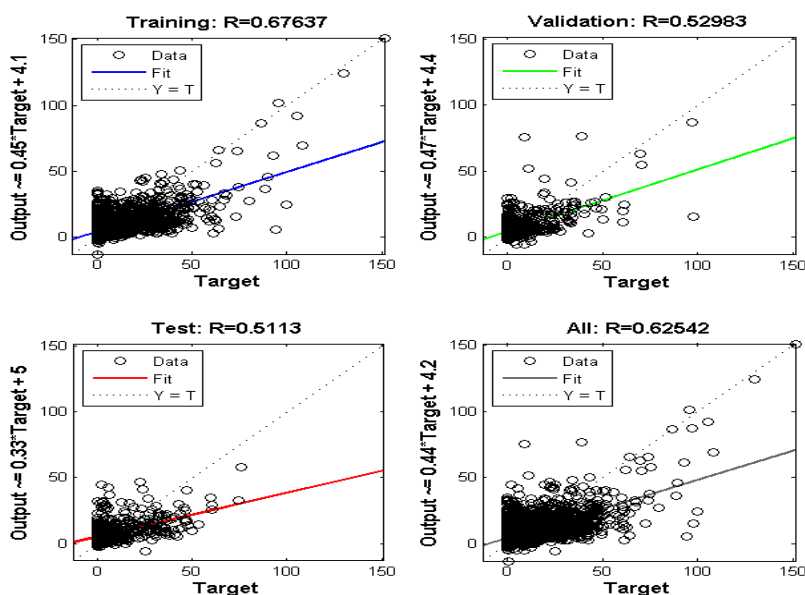 Training: R=0.67637
Output ~= 0.45*Target + 4.1
150
100
50
0
Data
Fit
Y = T
0
50
100
150
Target
Validation: R=0.52983
Output ~= 0.47*Target + 4.4
150
100
50
0
Data
Fit
Y = T
0
50
100
150
Target
Test: R=0.5113
Output ~= 0.33*Target + 5
150
100
50
0
Data
Fit
Y = T
0
50
100
150
Target
All: R=0.62542
Output ~= 0.44*Target + 4.2
150
100
50
0
Data
Fit
Y = T
0
50
100
150
Target